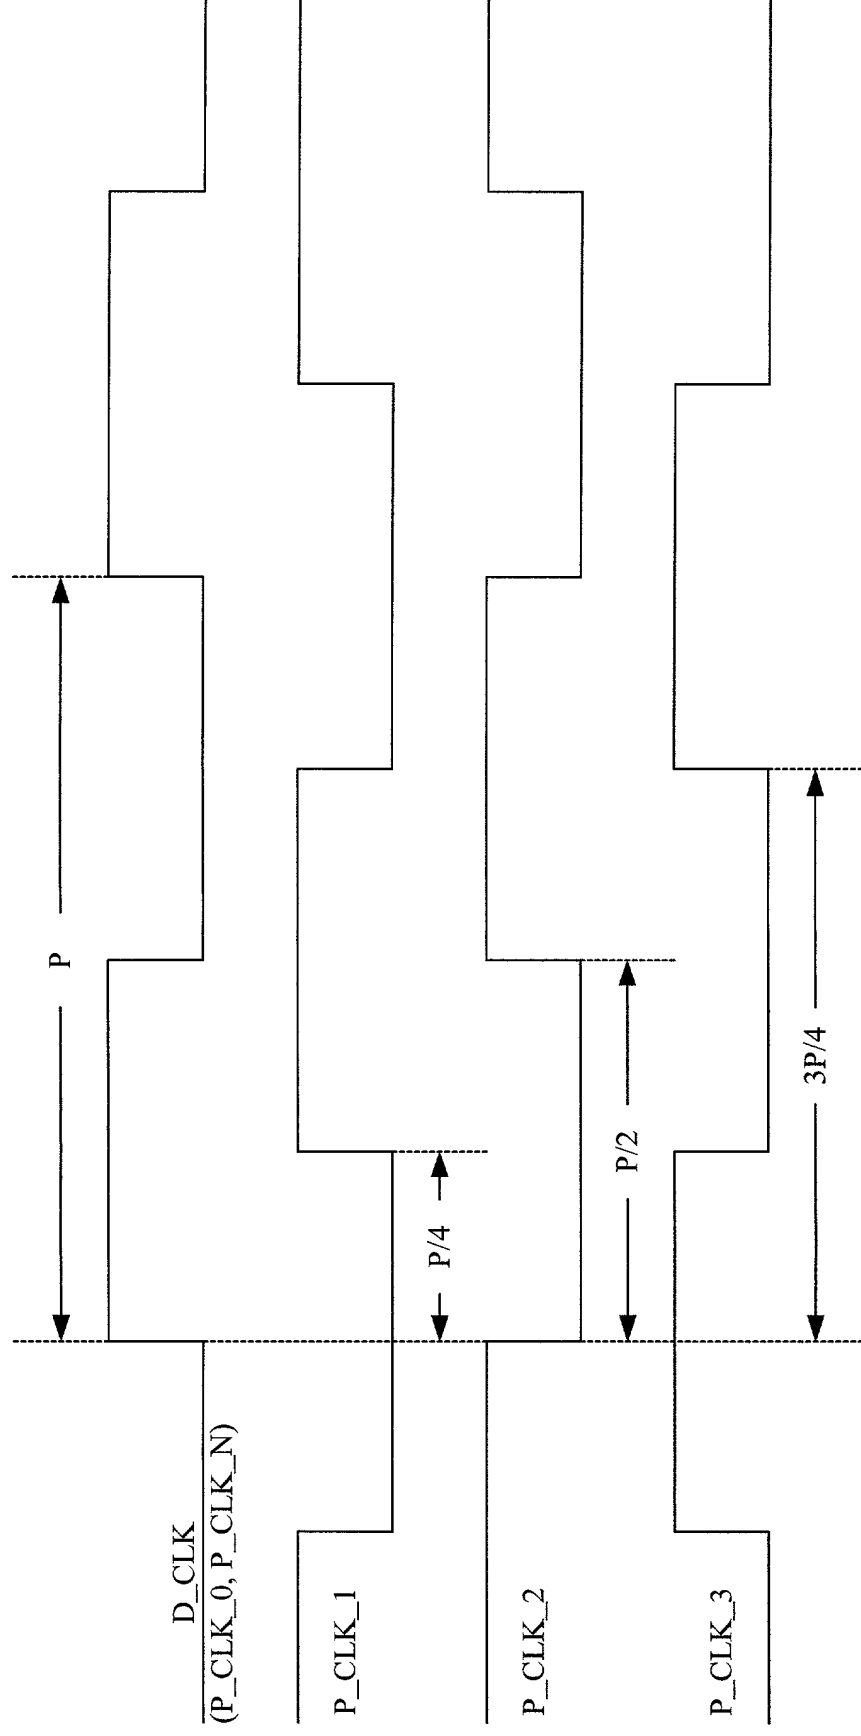 P
D_CLK
(P_CLK_0, P_CLK_N)
P_CLK_1
P/4
P_CLK_2
P/2
P_CLK_3
3P/4